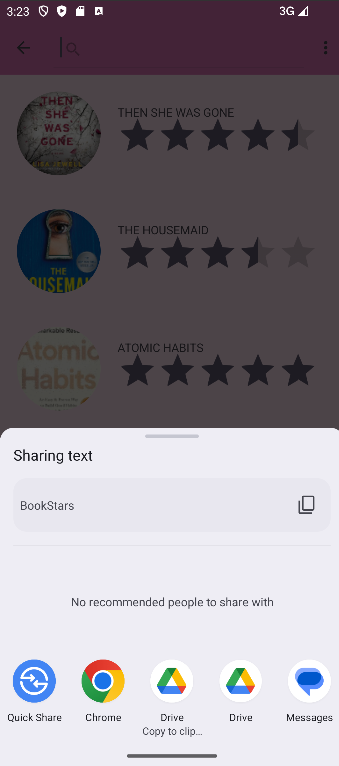 3:23
3G
THEN SHE WAS GONE
THEN
SHE
WAS
GONE
LISA JEWELL
THE HOUSEMAID
THE
HOUSEMAID
ATOMIC HABITS
Atomic
Habits
Sharing text
BookStars
No recommended people to share with
Quick Share
Chrome
Drive
Copy to clip...
Drive
Messages